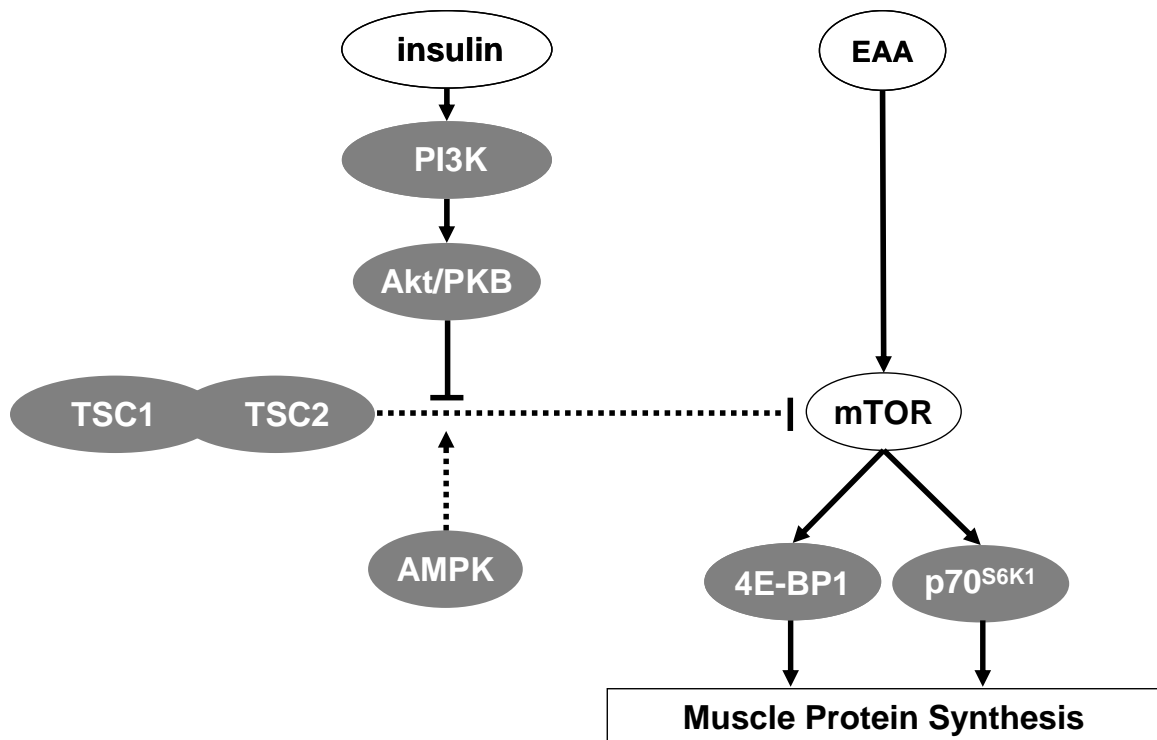 insulin
EAA
PI3K
Akt/PKB
TSC1
TSC2
mTOR
AMPK
4E-BP1
p70S6K1
Muscle Protein Synthesis